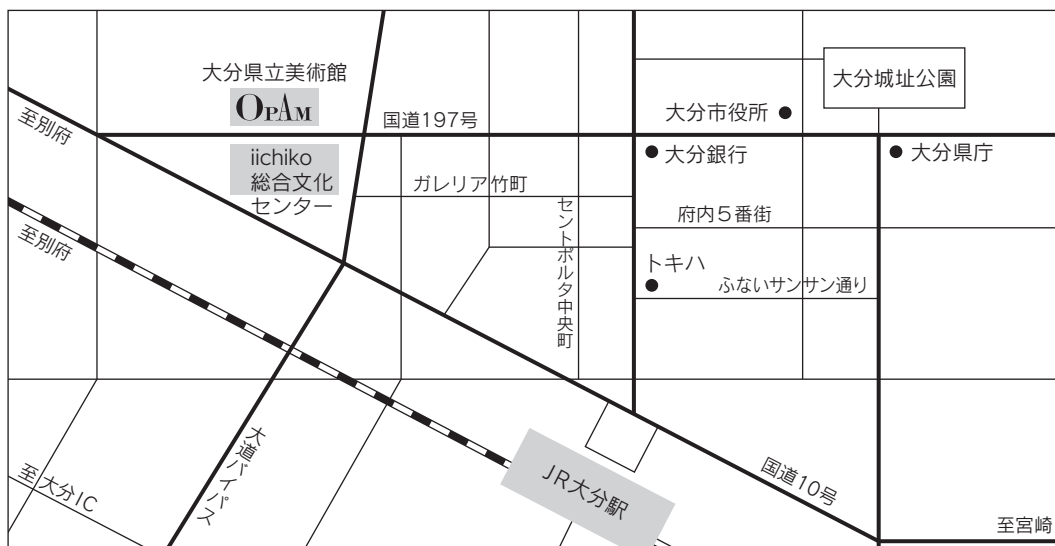 大分県立美術館
OPAM
大分城址公園
至別府
国道197号
大分市役所
iichiko
総合文化
センター
大分銀行
大分県庁
ガレリア竹町
セントポルタ中央町
府内5番街
至別府
トキハ
ふないサンサン通り
大道バイパス
至大分IC
JR大分駅
国道10号
至宮崎